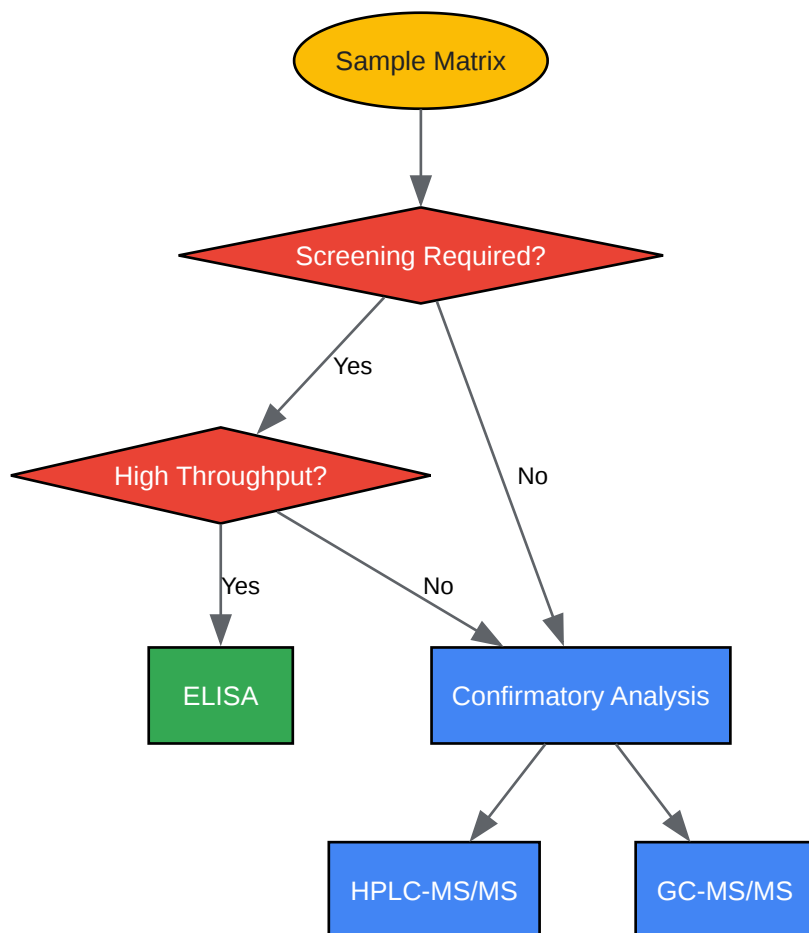 Sample Matrix
Screening Required?
Yes
High Throughput?
No
Yes
No
ELISA
Confirmatory Analysis
HPLC-MS/MS
GC-MS/MS